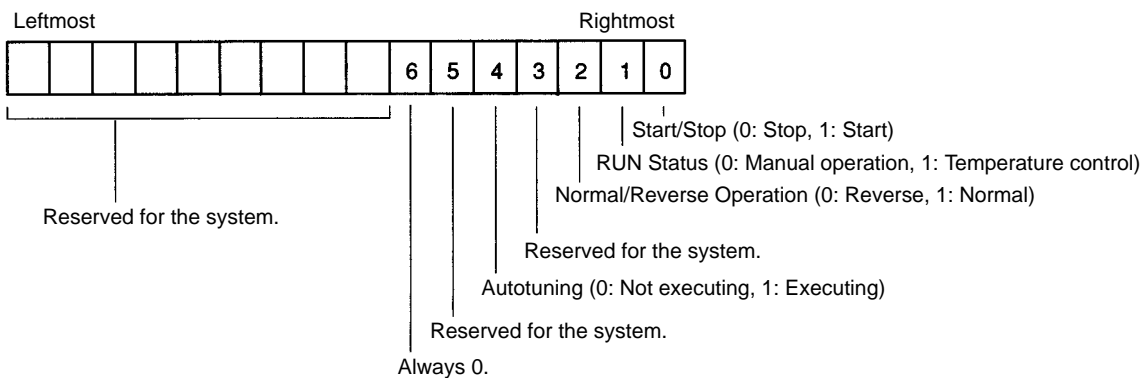 Leftmost Rightmost
6 5 4 3 2 1 0
Start/Stop (0: Stop, 1: Start)
RUN Status (0: Manual operation, 1: Temperature control)
Normal/Reverse Operation (0: Reverse, 1: Normal)
Reserved for the system.
Reserved for the system.
Autotuning (0: Not executing, 1: Executing)
Reserved for the system.
Always 0.